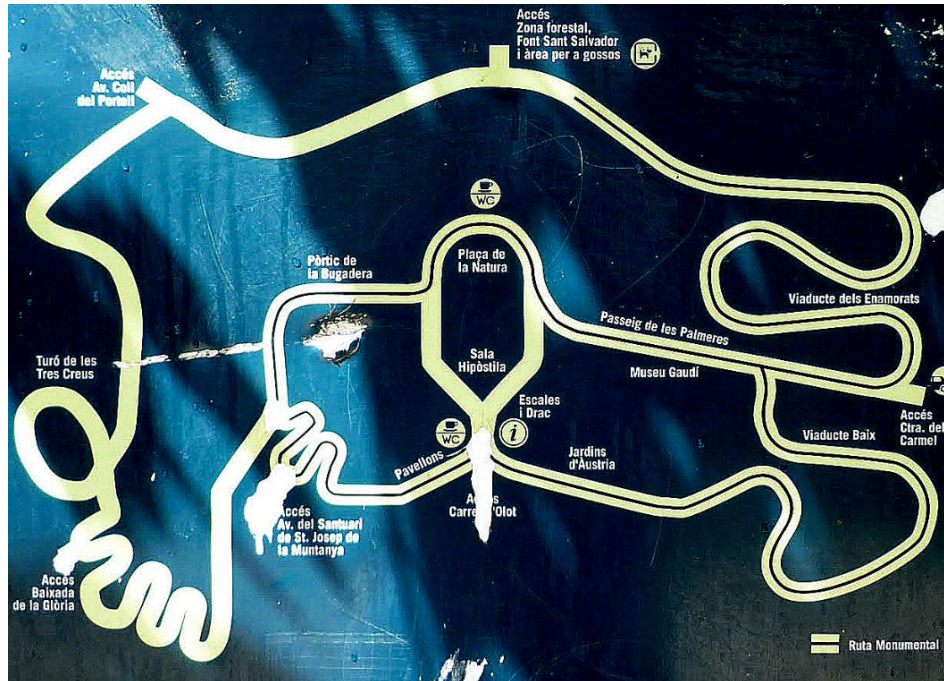 Accés
Zona forestal,
Font Sant Salvador
i àrea per a gossos
Accés
Av. Coll
del Portell
WC
Pòrtic de
la Bugadera
Plaça de
la Natura
Viaducte dels Enamorats
Passeig de les Palmeres
Turó de les
Tres Creus
Sala
Hipòstila
Museu Gaudí
Escales
i Drac
Accés
Ctra. del
Carmel
WC
i
Viaducte Baix
Pavellons
Jardins
d'Àustria
Accés
Av. del Santuari
de St. Josep de
la Muntanya
Carre
'Olot
Accés
Baixada
de la Glòria
Ruta Monumental